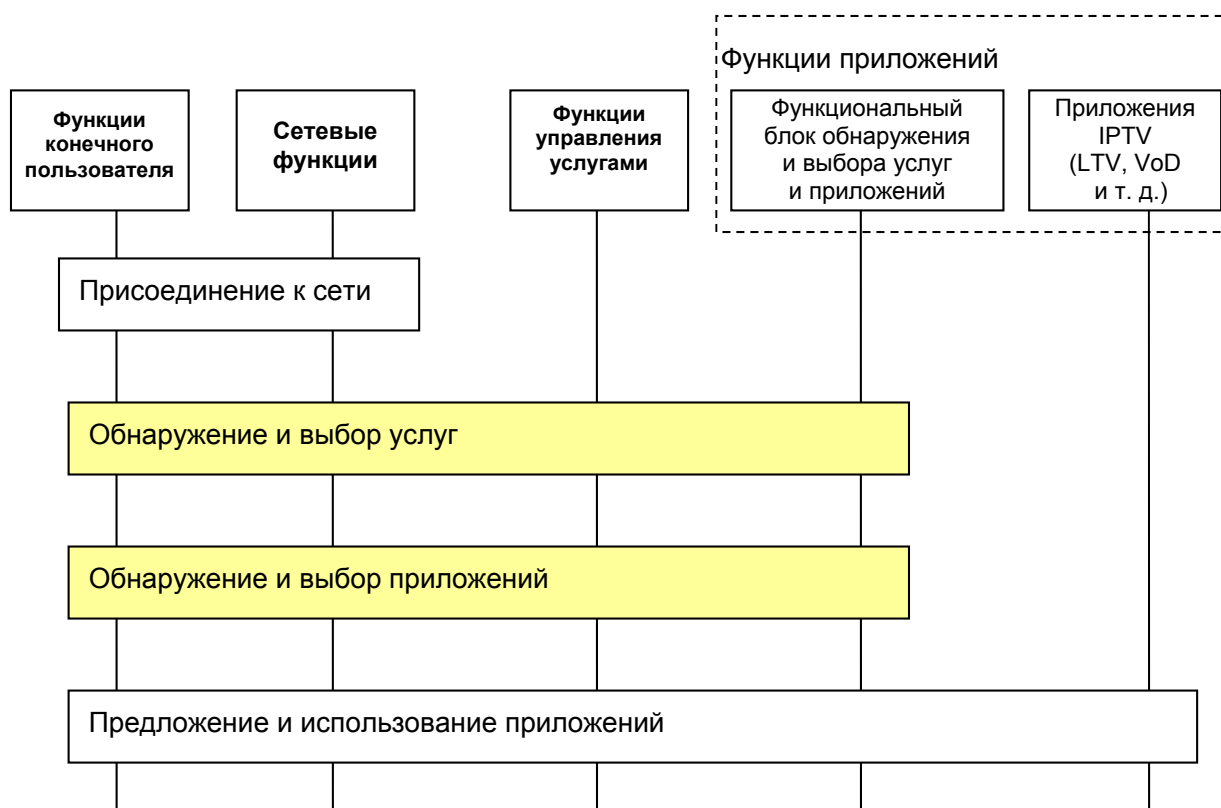 Функции приложений
Функции
конечного
пользователя
Сетевые
функции
Функции
управления
услугами
Функциональный
блок обнаружения
и выбора услуг
и приложений
Приложения
IPTV
(LTV, VoD
и т. д.)
Присоединение к сети
Обнаружение и выбор услуг
Обнаружение и выбор приложений
Предложение и использование приложений